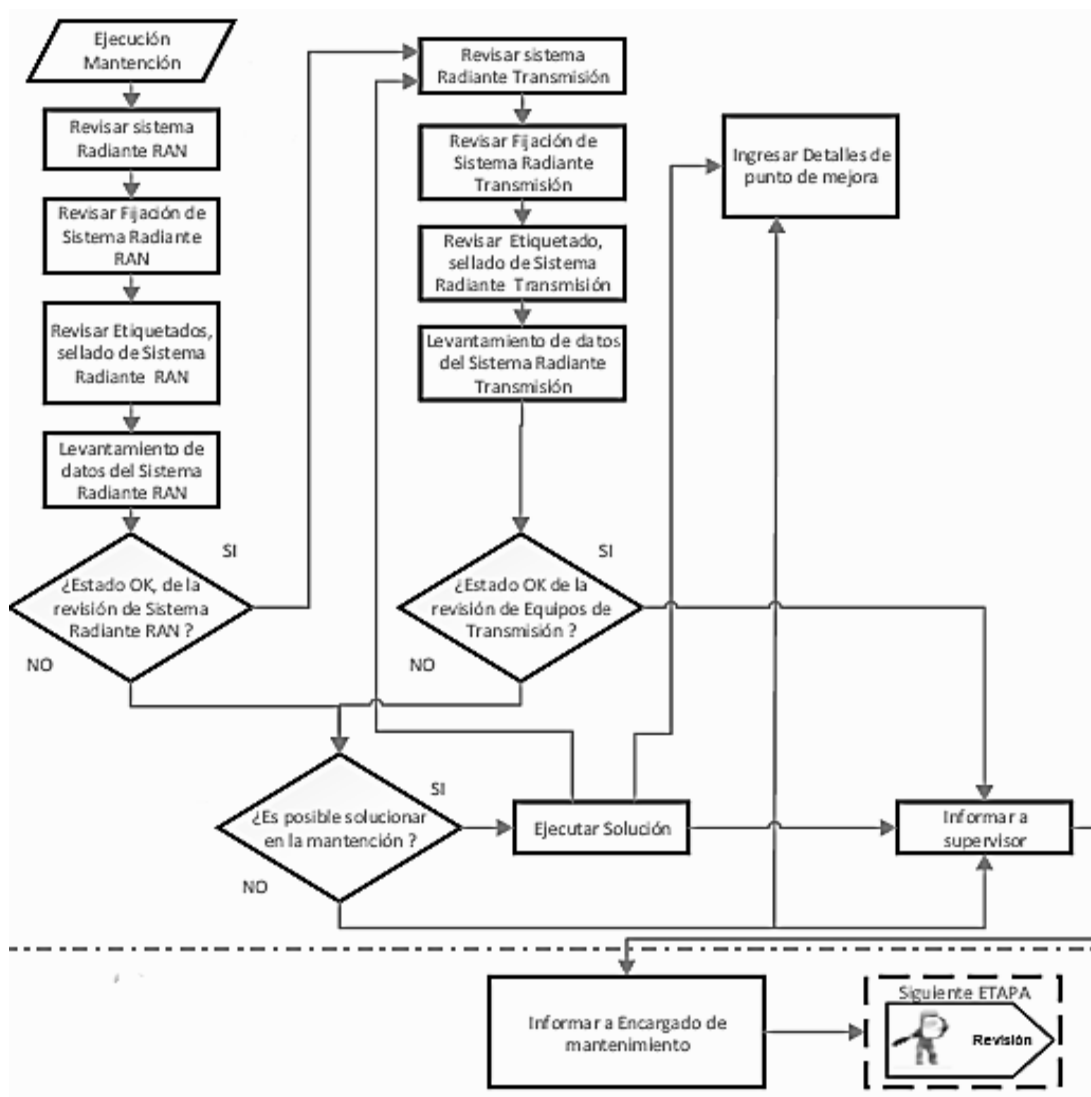 Ejecución
Mantención
Revisar sistema
Radiante RAN
Revisar Fijación de
Sistema Radiante
RAN
Revisar Etiquetados,
sellado de Sistema
Radiante RAN
Levantamiento de
datos del Sistema
Radiante RAN
SI
¿Estado OK, de la
revisión de Sistema
Radiante RAN ?
NO
Revisar sistema
Radiante Transmisión
Revisar Fijación de
Sistema Radiante
Transmisión
Revisar Etiquetado,
sellado de Sistema
Radiante Transmisión
Levantamiento de datos
del Sistema Radiante
Transmisión
SI
¿Estado OK de la
revisión de Equipos de
Transmisión ?
NO
Ingresar Detalles de
punto de mejora
SI
¿Es posible solucionar
en la mantención ?
NO
Ejecutar Solución
Informar a
supervisor
Informar a Encargado de
mantenimiento
Siguiente ETAPA
Revisión